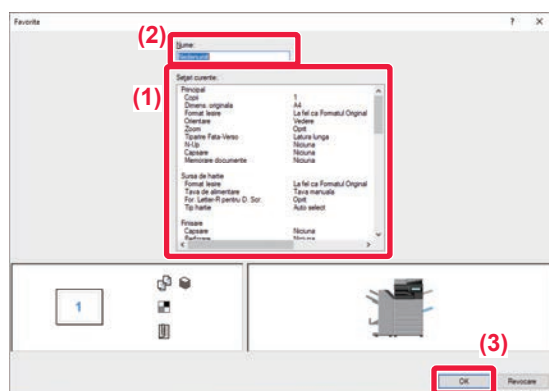 Favorite
? X
(2)
Nume:
(1)
Setari curente:
Principal
Copii 1
Dimens. originala A4
Format Iesire La fel ca Formatul Original
Orientare Vedere
Zoom Oprit
Tiparire Fata-Verso Latura lunga
N-Up Niciuna
Capsare Niciuna
Memorare documente Niciuna
Sursa de hartie
Format Iesire La fel ca Formatul Original
Tava de alimentare Tava manuala
For. Letter-R pentru D. Scr. Oprit
Tip hartie Auto select
Finisare
Capsare Niciuna
Perforare Niciuna
1
(3)
OK Revocare